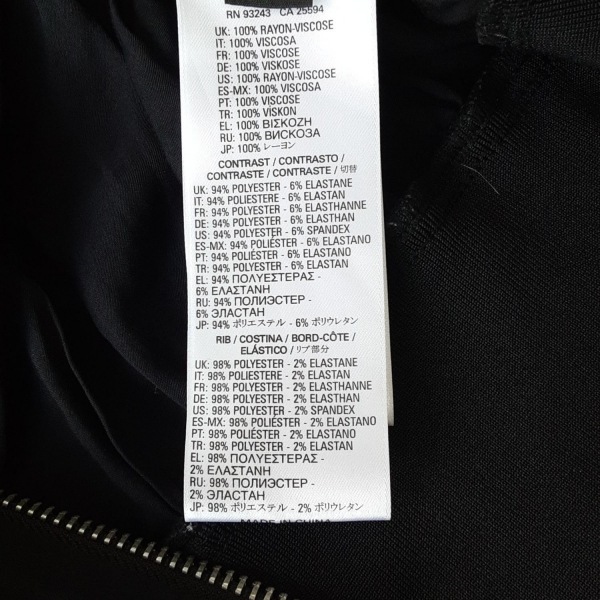 RN 93243 CA 25594
UK: 100% RAYON-VISCOSE
IT: 100% VISCOSA
FR: 100% VISCOSE
DE: 100% VISKOSE
US: 100% RAYON-VISCOSE
ES-MX: 100% VISCOSA
PT: 100% VISCOSE
TR: 100% VİSKON
EL: 100% ΒΙΣΚΟΖΗ
RU: 100% ВИСКОЗА
JP: 100% レーヨン
CONTRAST / CONTRASTO /
CONTRASTE / CONTRASTE / 切替
UK: 94% POLYESTER - 6% ELASTANE
IT: 94% POLIESTERE - 6% ELASTAN
FR: 94% POLYESTER - 6% ELASTHANNE
DE: 94% POLYESTER - 6% ELASTHAN
US: 94% POLYESTER - 6% SPANDEX
ES-MX: 94% POLIÉSTER - 6% ELASTANO
PT: 94% POLIÉSTER - 6% ELASTANO
TR: 94% POLYESTER - 6% ELASTAN
EL: 94% ΠΟΛΥΕΣΤΕΡΑΣ -
6% ΕΛΑΣΤΑΝΗ
RU: 94% ПОЛИЭСТЕР -
6% ЭЛАСТАН
JP: 94% ポリエステル - 6% ポリウレタン
RIB / COSTINA / BORD-CÔTE /
ELÁSTICO / リブ部分
UK: 98% POLYESTER - 2% ELASTANE
IT: 98% POLIESTERE - 2% ELASTAN
FR: 98% POLYESTER - 2% ELASTHANNE
DE: 98% POLYESTER - 2% ELASTHAN
US: 98% POLYESTER - 2% SPANDEX
ES-MX: 98% POLIÉSTER - 2% ELASTANO
PT: 98% POLIÉSTER - 2% ELASTANO
TR: 98% POLYESTER - 2% ELASTAN
EL: 98% ΠΟΛΥΕΣΤΕΡΑΣ -
2% ΕΛΑΣΤΑΝΗ
RU: 98% ПОЛИЭСТЕР -
2% ЭЛАСТАН
JP: 98% ポリエステル - 2% ポリウレタン
MADE IN CHINA